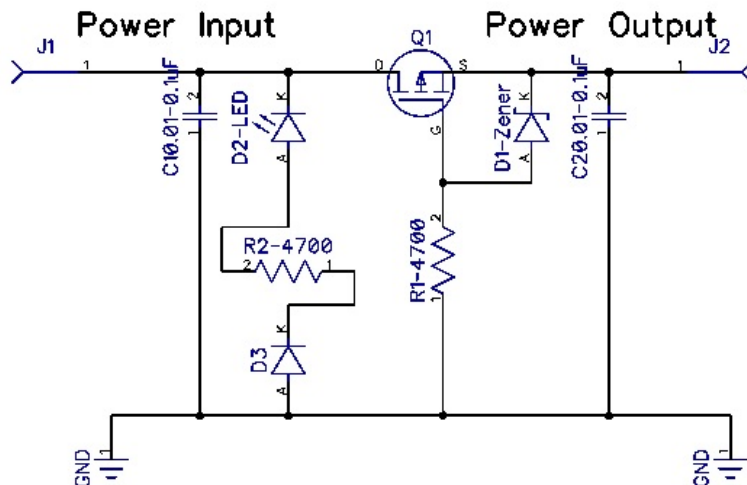 Power Input
Q1
Power Output
J1
J2
1
D
S
1
2
C10.01-0.1uF
1
K
D2-LED
A
G
K
D1-Zener
A
2
C20.01-0.1uF
1
R2-4700
2
1
2
R1-4700
1
K
D3
A
GND
1
GND
1